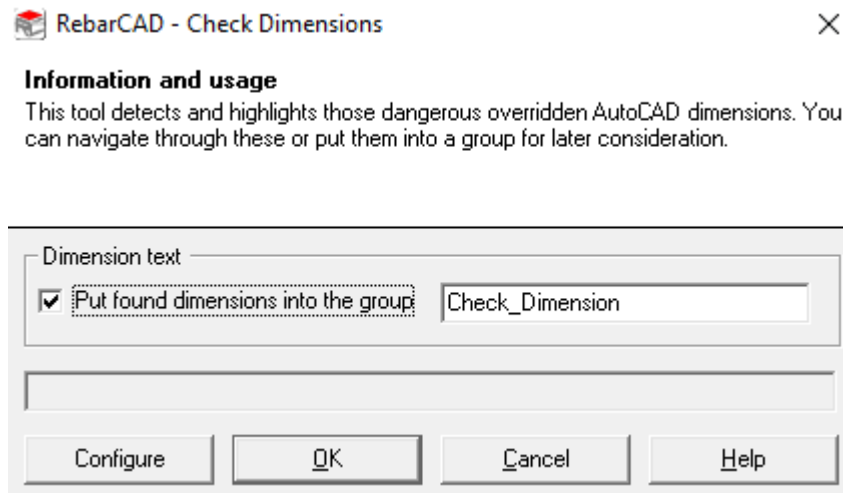 RebarCAD - Check Dimensions
Information and usage
This tool detects and highlights those dangerous overridden AutoCAD dimensions. You
can navigate through these or put them into a group for later consideration.
Dimension text
Put found dimensions into the group
Check_Dimension
Configure
OK
Cancel
Help